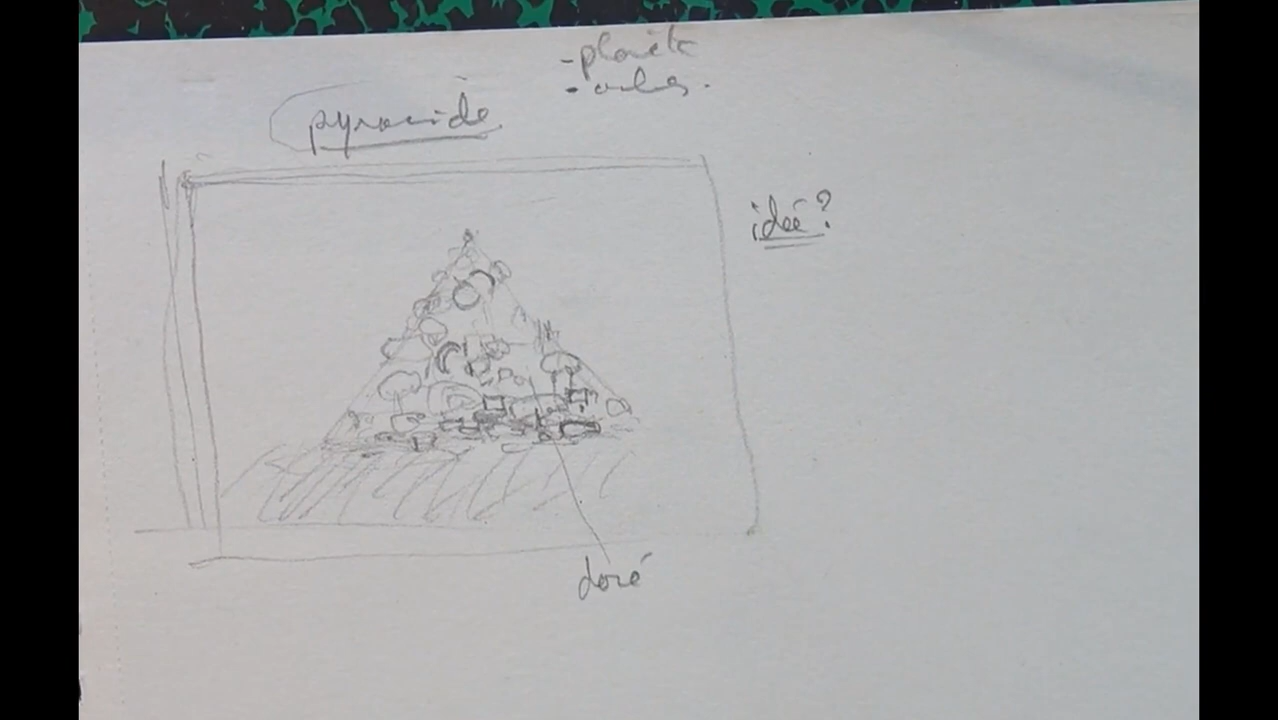 - planète
pyramide
idée ?
doré